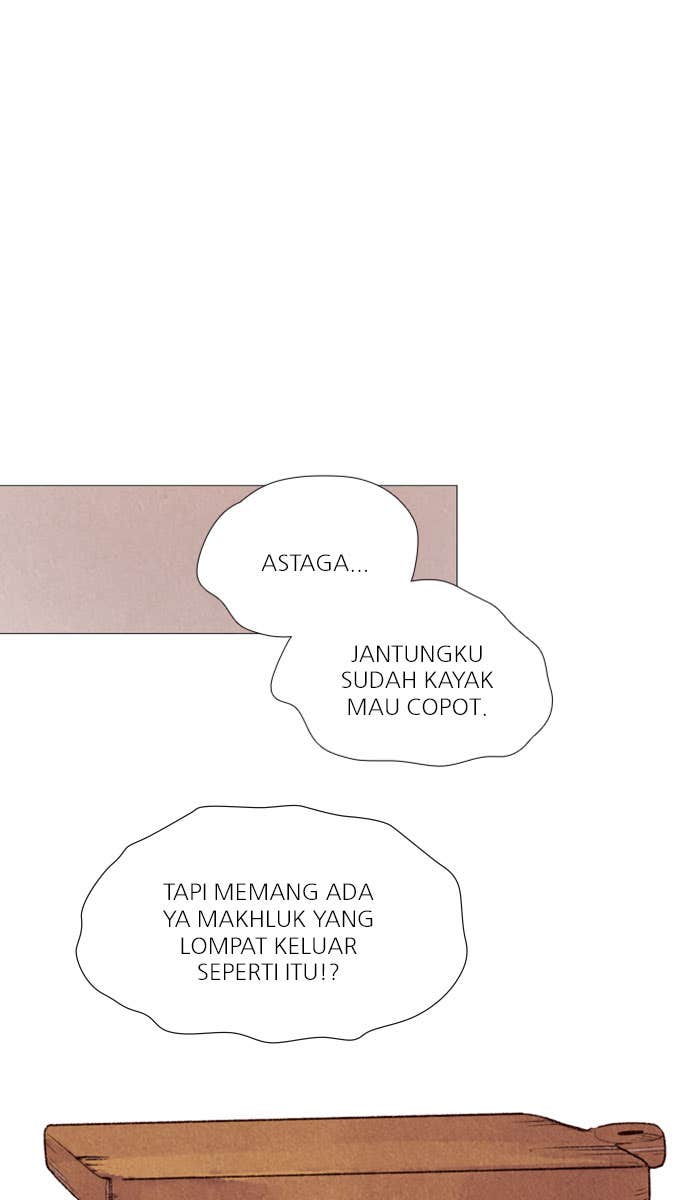 ASTAGA...
JANTUNGKU
SUDAH KAYAK
MAU COPOT.
TAPI MEMANG ADA
YA MAKHLUK YANG
LOMPAT KELUAR
SEPERTI ITU!?